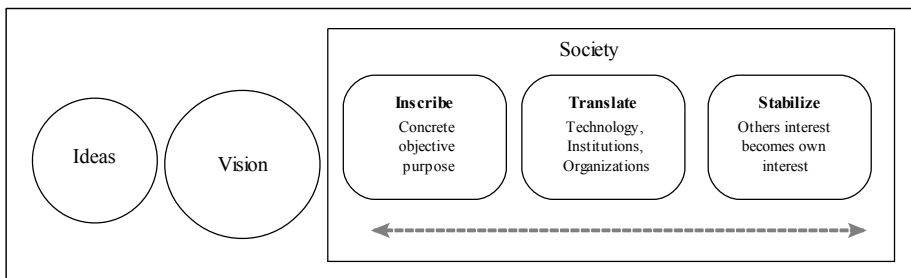 Society
Ideas
Vision
Inscribe
Concrete
objective
purpose
Translate
Technology,
Institutions,
Organizations
Stabilize
Others interest
becomes own
interest